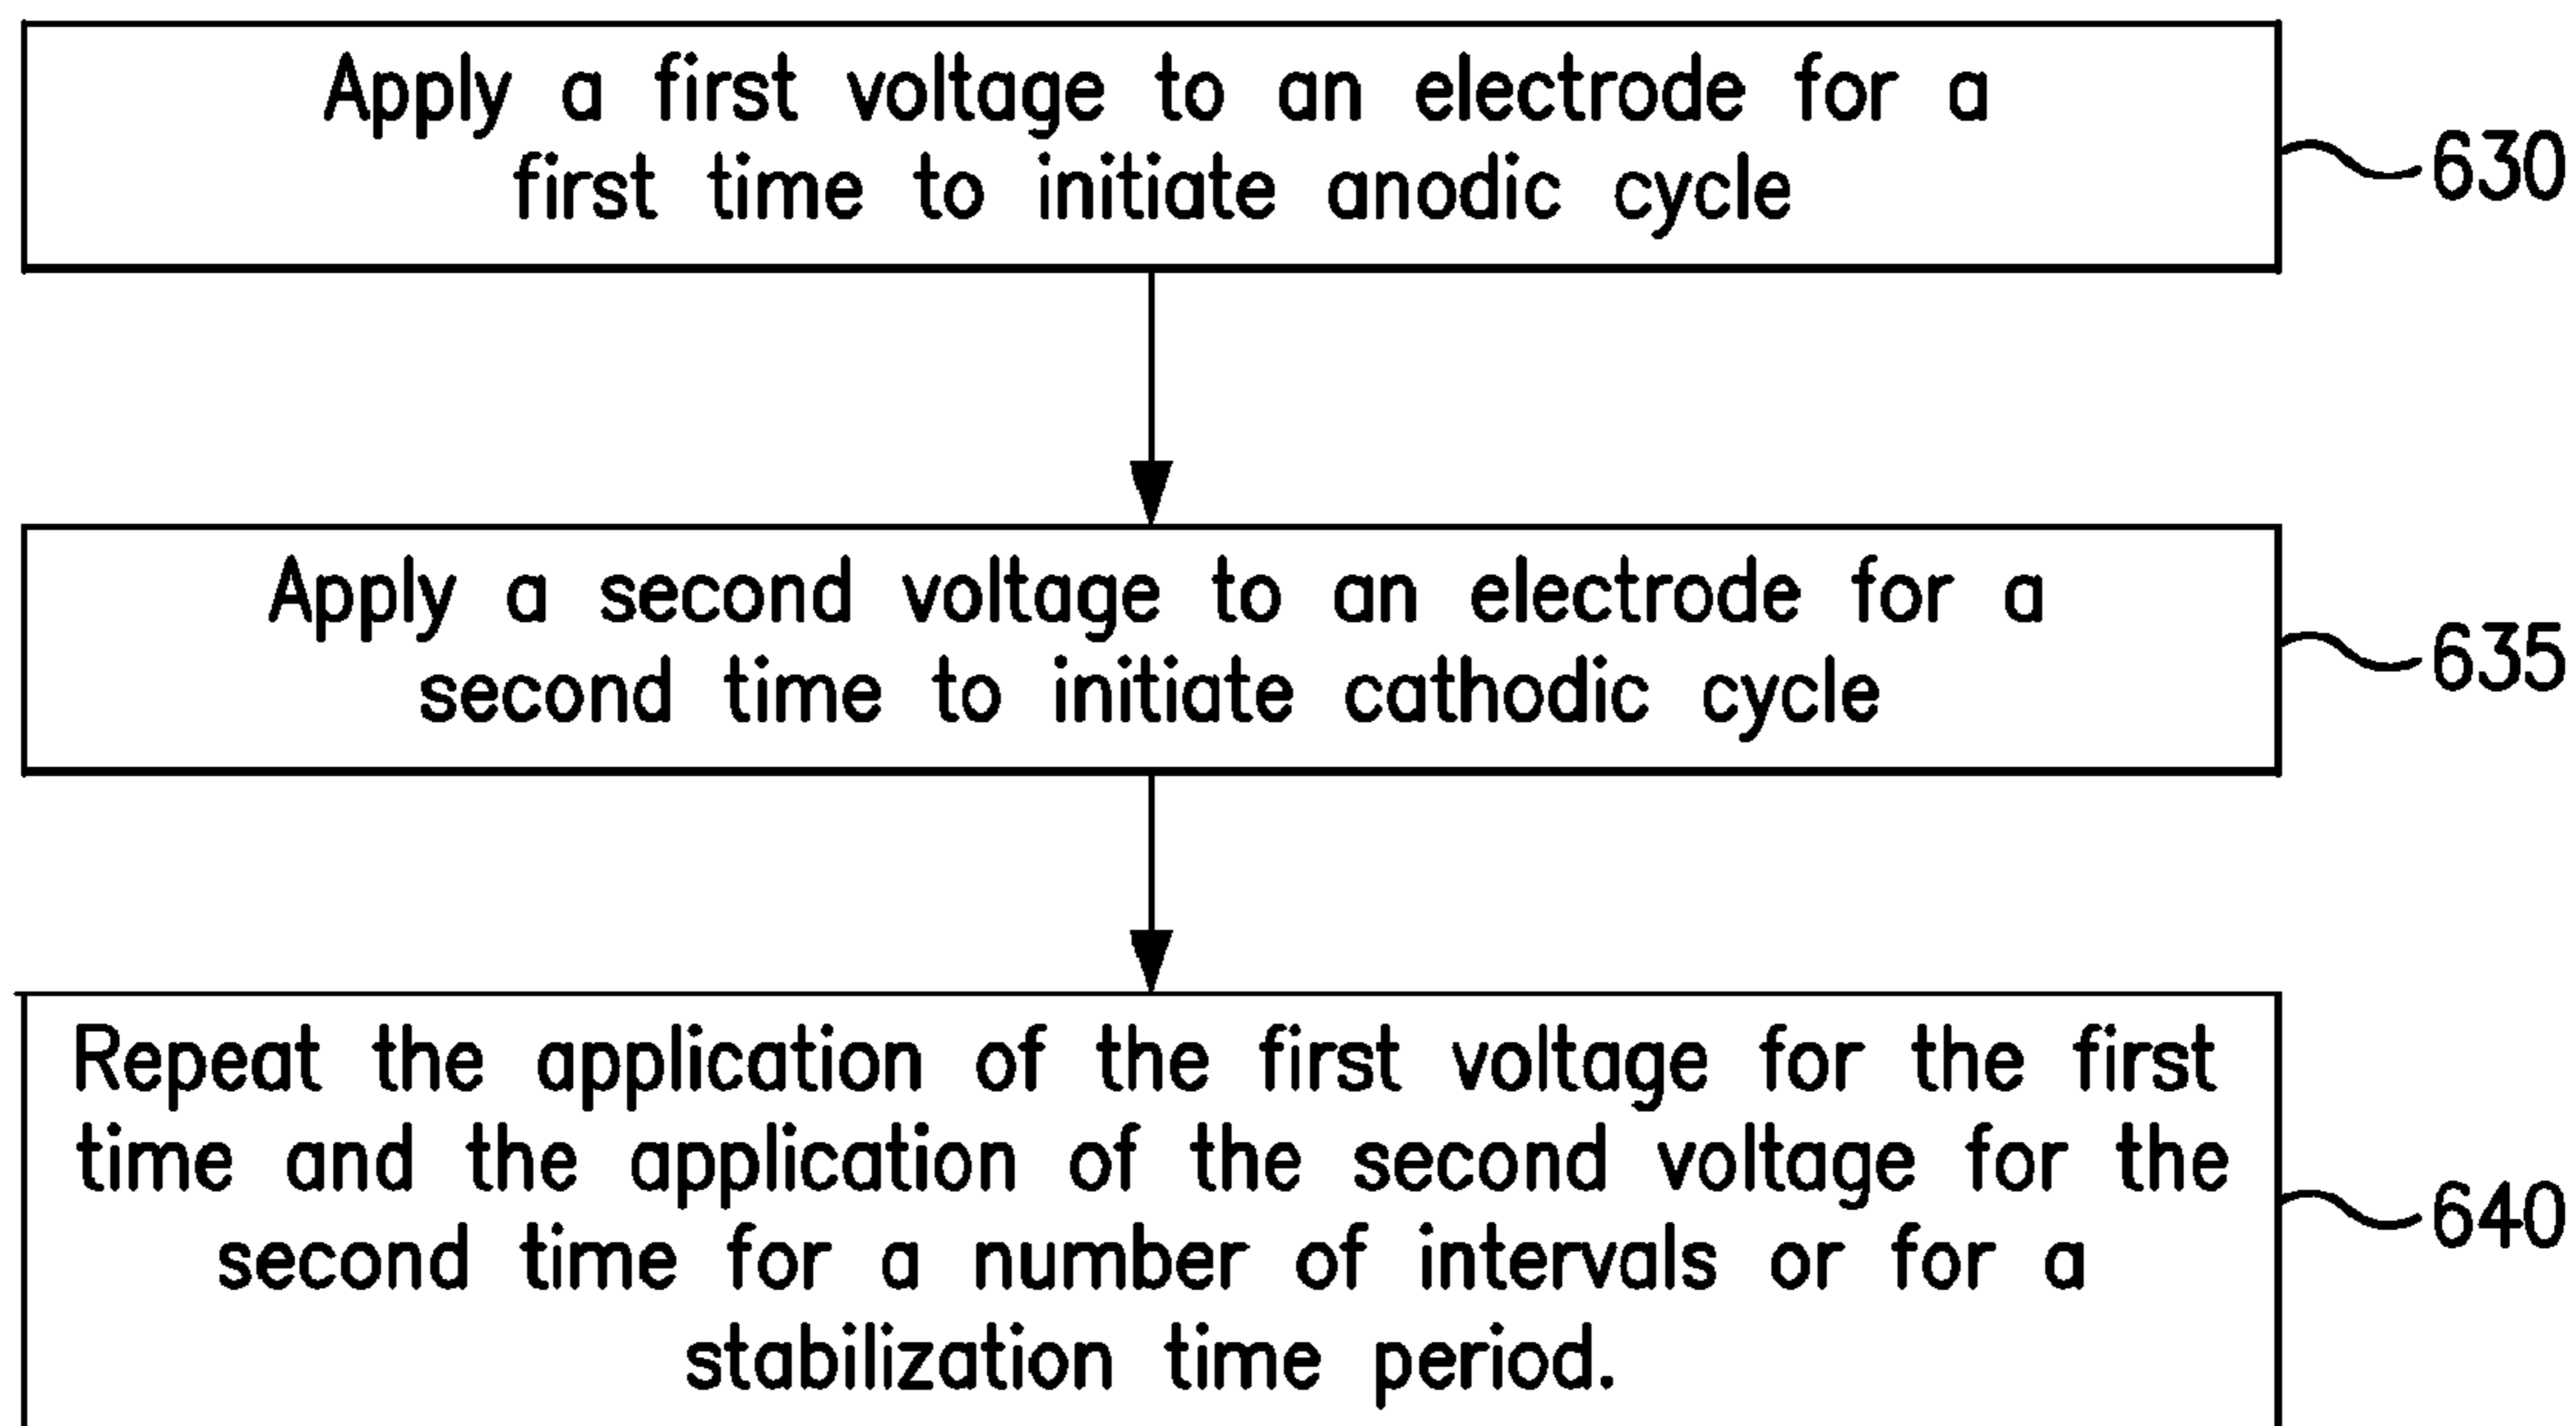 Apply a first voltage to an electrode for a
first time to initiate anodic cycle
630
Apply a second voltage to an electrode for a
second time to initiate cathodic cycle
635
Repeat the application of the first voltage for the first
time and the application of the second voltage for the
second time for a number of intervals or for a
stabilization time period.
640